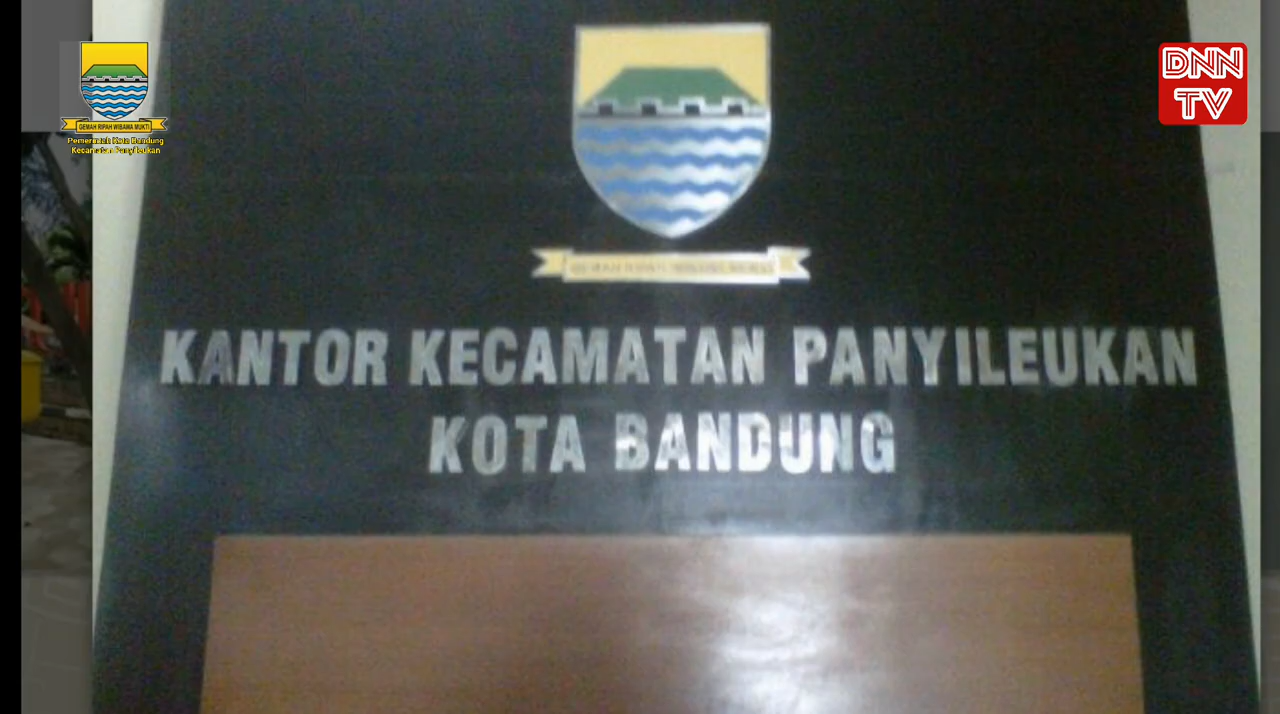 GEMAH RIPAH WIBAWA MUKTI
Pemerintah Kota Bandung
Kecamatan Panyileukan
DNN
TV
KANTOR KECAMATAN PANYILEUKAN
KOTA BANDUNG